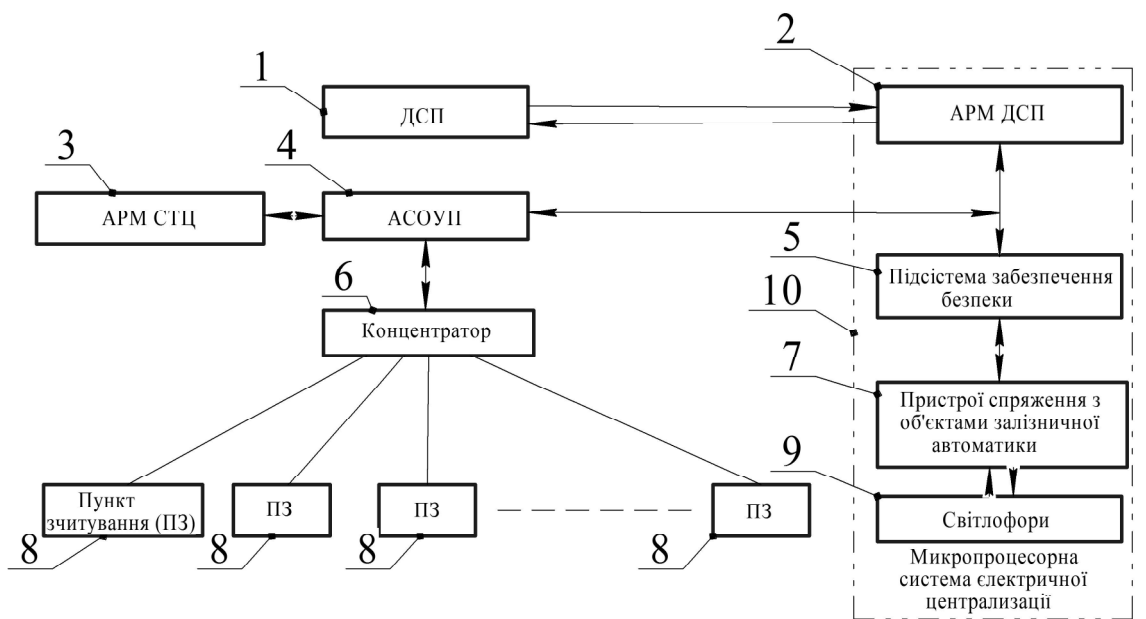 1
2
ДСП
АРМ ДСП
3
4
АРМ СТЦ
АСОУП
5
Підсістема забезпечення
безпеки
6
10
Концентратор
7
Пристрої спряження з
об'єктами залізничної
автоматики
9
Пункт
зчитування (ПЗ)
ПЗ
ПЗ
ПЗ
Світлофори
8
8
8
8
Микропроцесорна
система єлектричної
централизації